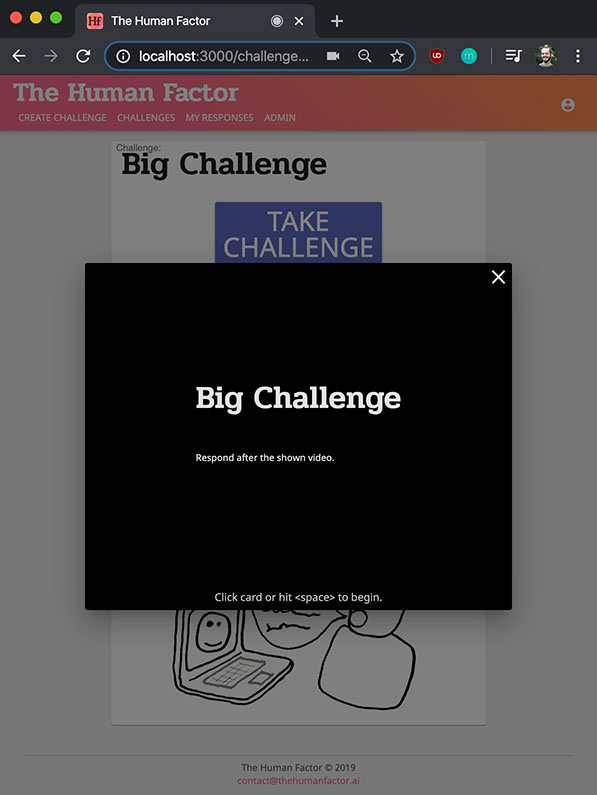 Hf The Human Factor
localhost:3000/challenge...
The Human Factor
CREATE CHALLENGE CHALLENGES MY RESPONSES ADMIN
Challenge:
Big Challenge
TAKE
CHALLENGE
Big Challenge
Respond after the shown video.
Click card or hit <space> to begin.
The Human Factor © 2019
contact@thehumanfactor.ai